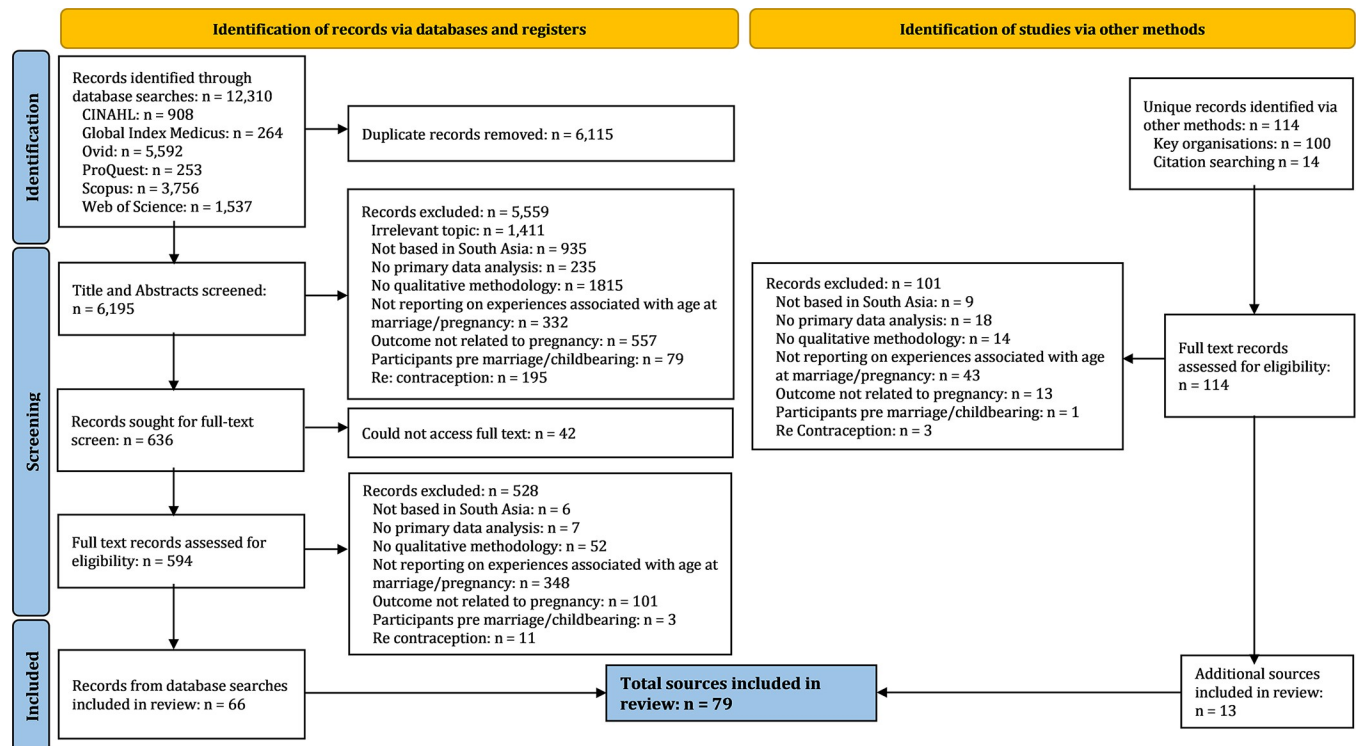 Identification of records via databases and registers
Identification of studies via other methods
Identification
Records identified through
database searches: n = 12,310
CINAHL: n = 908
Global Index Medicus: n = 264
Ovid: n = 5,592
ProQuest: n = 253
Scopus: n = 3,756
Web of Science: n = 1,537
Duplicate records removed: n = 6,115
Unique records identified via
other methods: n = 114
Key organisations: n = 100
Citation searching n = 14
Screening
Title and Abstracts screened:
n = 6,195
Records excluded: n = 5,559
Irrelevant topic: n = 1,411
Not based in South Asia: n = 935
No primary data analysis: n = 235
No qualitative methodology: n = 1815
Not reporting on experiences associated with age at
marriage/pregnancy: n = 332
Outcome not related to pregnancy: n = 557
Participants pre marriage/childbearing: n = 79
Re: contraception: n = 195
Records excluded: n = 101
Not based in South Asia: n = 9
No primary data analysis: n = 18
No qualitative methodology: n = 14
Not reporting on experiences associated with age
at marriage/pregnancy: n = 43
Outcome not related to pregnancy: n = 13
Participants pre marriage/childbearing: n = 1
Re Contraception: n = 3
Full text records
assessed for eligibility:
n = 114
Records sought for full-text
screen: n = 636
Could not access full text: n = 42
Full text records assessed for
eligibility: n = 594
Records excluded: n = 528
Not based in South Asia: n = 6
No primary data analysis: n = 7
No qualitative methodology: n = 52
Not reporting on experiences associated with age at
marriage/pregnancy: n = 348
Outcome not related to pregnancy: n = 101
Participants pre marriage/childbearing: n = 3
Re contraception: n = 11
Included
Records from database searches
included in review: n = 66
Total sources included in
review: n = 79
Additional sources
included in review:
n = 13